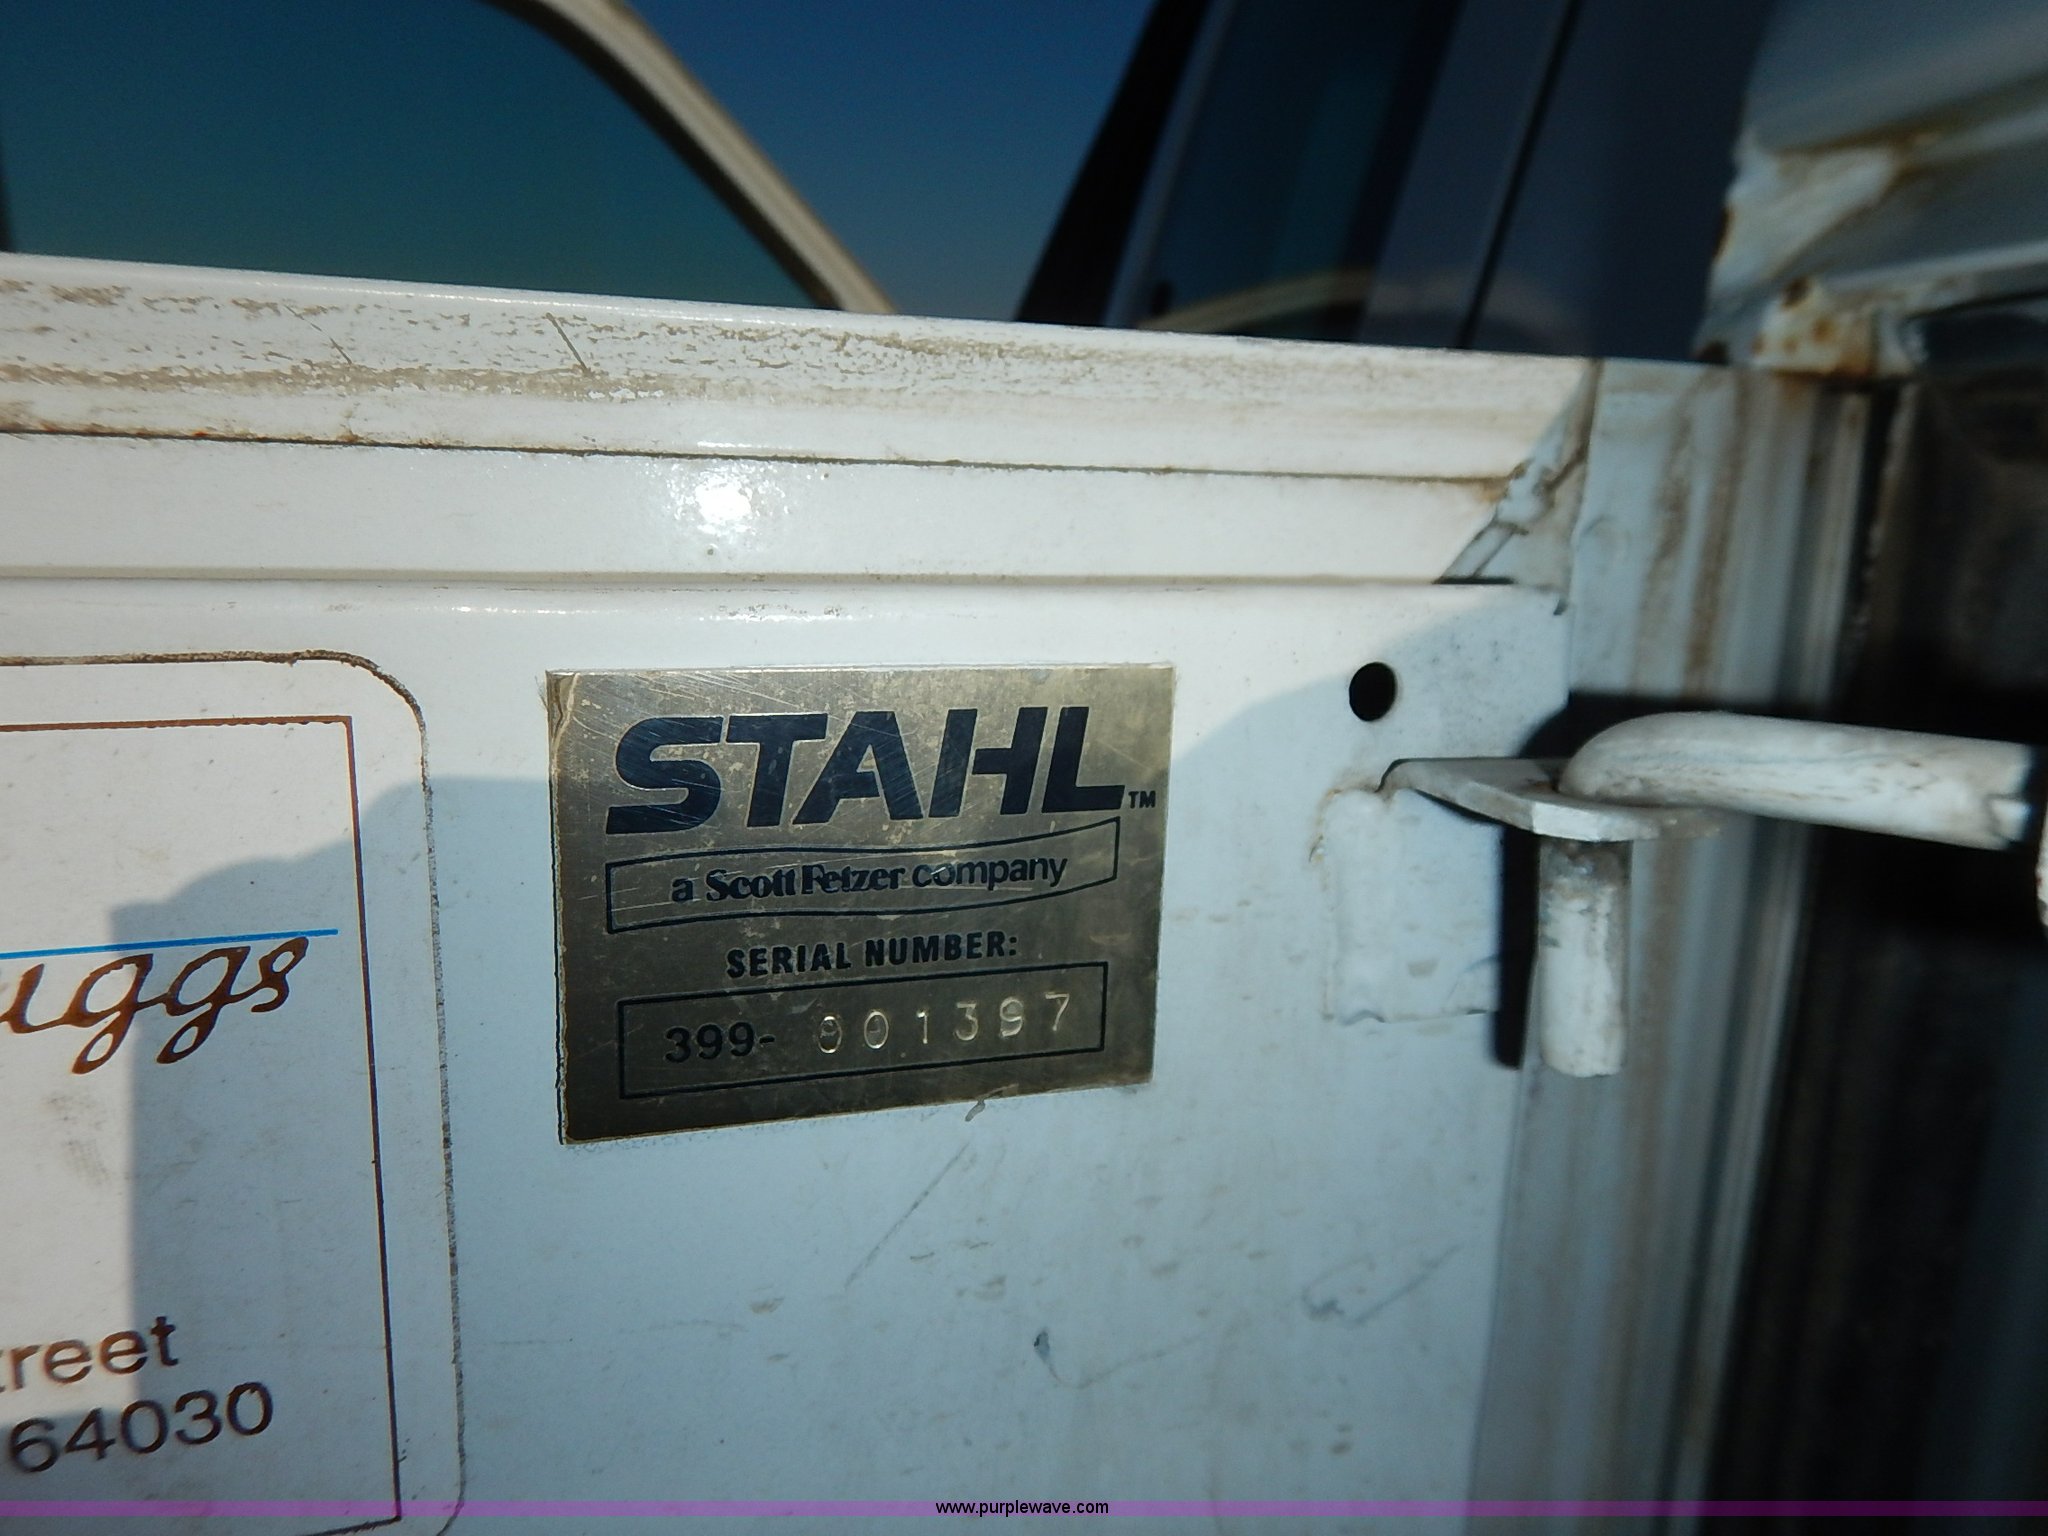 STAHL™
a Scott Fetzer company
SERIAL NUMBER:
399- 001397
uggs
treet
64030
www.purplewave.com